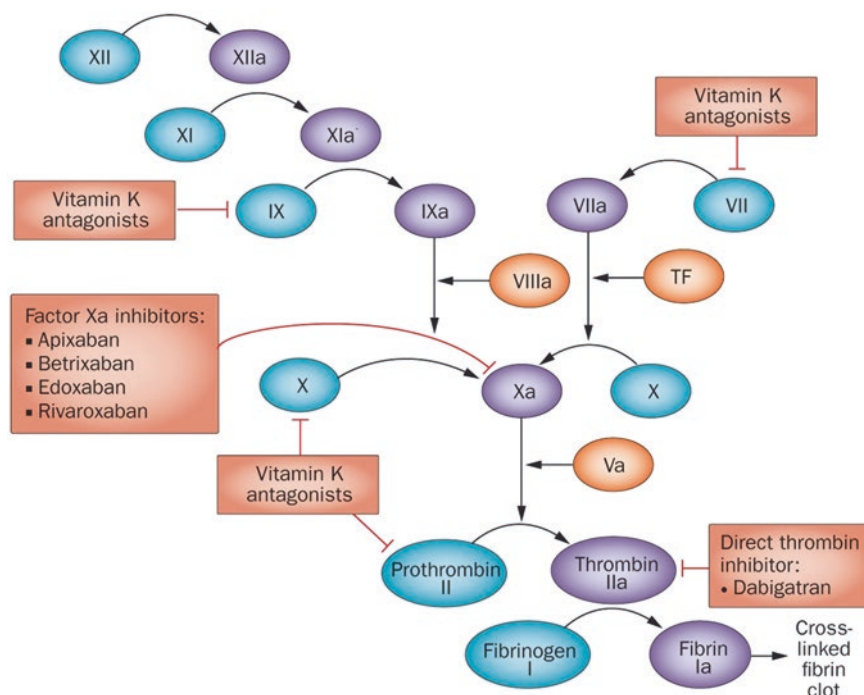 XII
XIIa
XI
XIa
Vitamin K
antagonists
Vitamin K
antagonists
IX
IXa
VIIa
VII
VIIIa
TF
Factor Xa inhibitors:
▪ Apixaban
▪ Betrixaban
▪ Edoxaban
▪ Rivaroxaban
X
Xa
X
Vitamin K
antagonists
Va
Prothrombin
II
Thrombin
IIa
Direct thrombin
inhibitor:
• Dabigatran
Fibrinogen
I
Fibrin
Ia
Cross-
linked
fibrin
clot